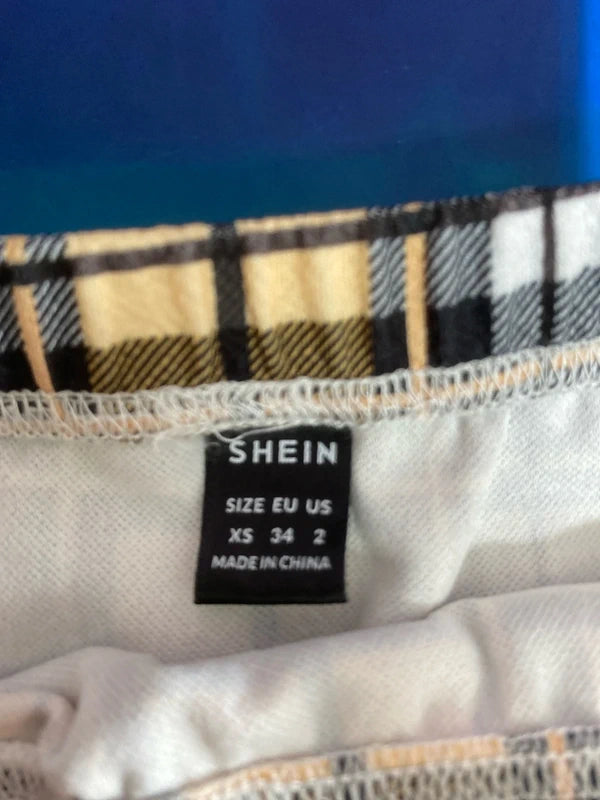 SHEIN
SIZE EU US
XS 34 2
MADE IN CHINA